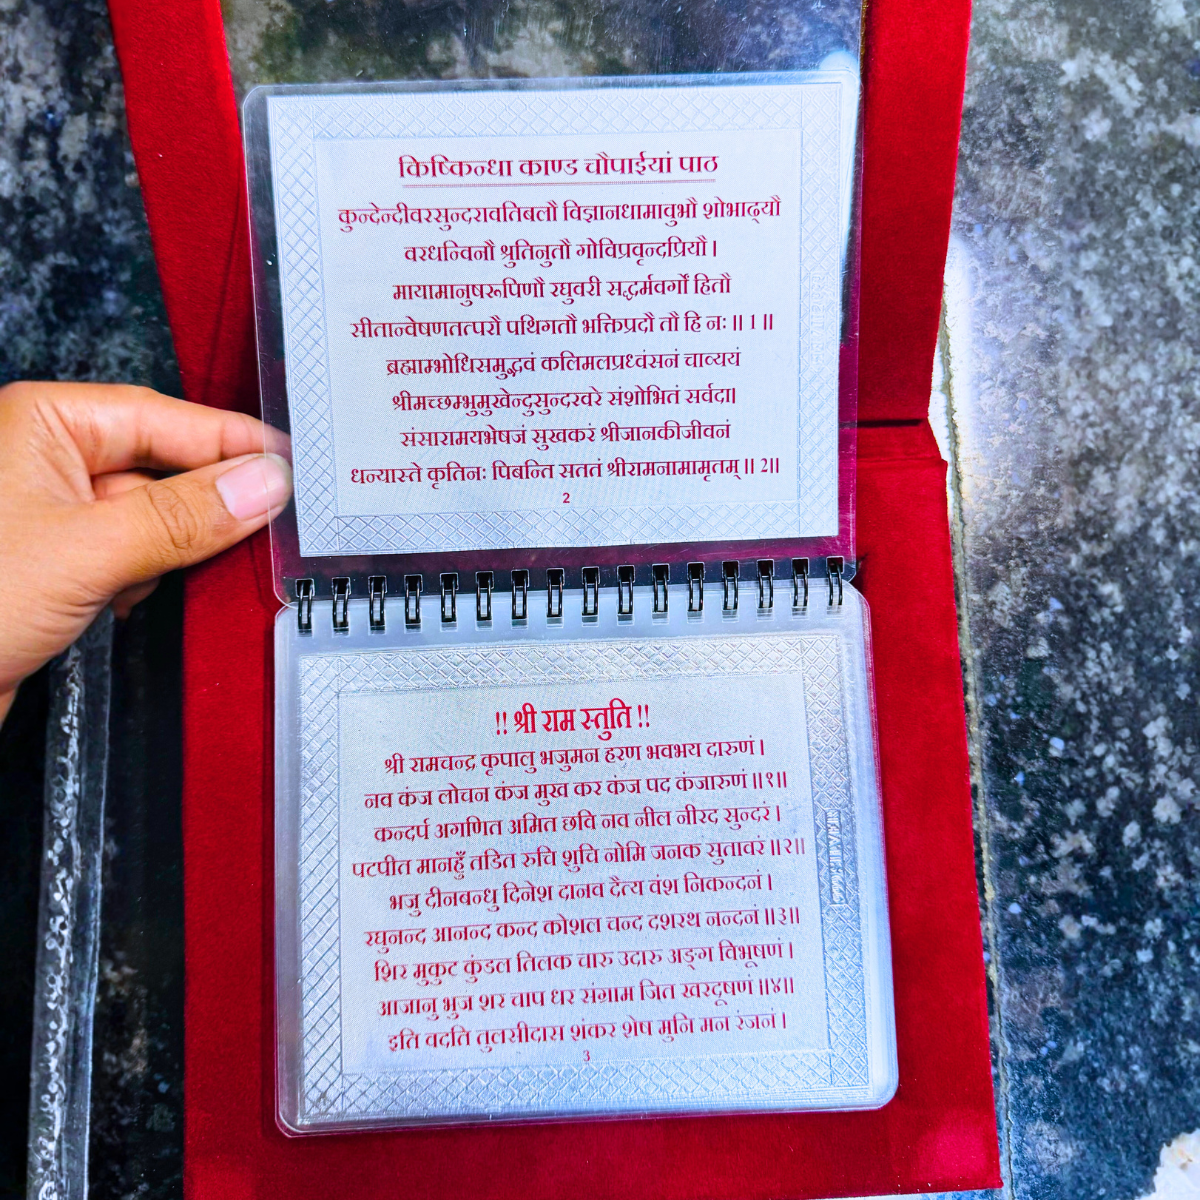 किष्किन्धा काण्ड चौपाईयां पाठ
कुन्देन्दीवरसुन्दरावतिबलौ विज्ञानधामावुभौ शोभाढ्यौ
वरधन्विनौ श्रुतिनुतौ गोविप्रवृन्दप्रियौ।
मायामानुषरूपिणौ रघुवरौ सद्धर्मवर्गों हितौ
सीतान्वेषणतत्परौ पथिगतौ भक्तिप्रदौ तौ हि नः॥ 1॥
ब्रह्माम्भोधिसमुद्भवं कलिमलप्रध्वंसनं चाव्ययं
श्रीमच्छम्भुमुखेन्दुसुन्दरवरे संशोभितं सर्वदा।
संसारामयभेषजं सुखकरं श्रीजानकीजीवनं
धन्यास्ते कृतिनः पिबन्ति सततं श्रीरामनामामृतम्॥ 2॥
2
!! श्री राम स्तुति !!
श्री रामचन्द्र कृपालु भजुमन हरण भवभय दारुणं।
नव कंज लोचन कंज मुख कर कंज पद कंजारुणं॥१॥
कन्दर्प अगणित अमित छवि नव नील नीरद सुन्दरं।
पटपीत मानहुँ तडित रुचि शुचि नोमि जनक सुतावरं॥२॥
भजु दीनबन्धु दिनेश दानव दैत्य वंश निकन्दनं।
रघुनन्द आनन्द कन्द कोशल चन्द दशरथ नन्दनं॥३॥
शिर मुकुट कुंडल तिलक चारु उदारु अङ्ग विभूषणं।
आजानु भुज शर चाप धर संग्राम जित खरदूषणं॥४॥
इति वदति तुलसीदास शंकर शेष मुनि मन रंजनं।
3